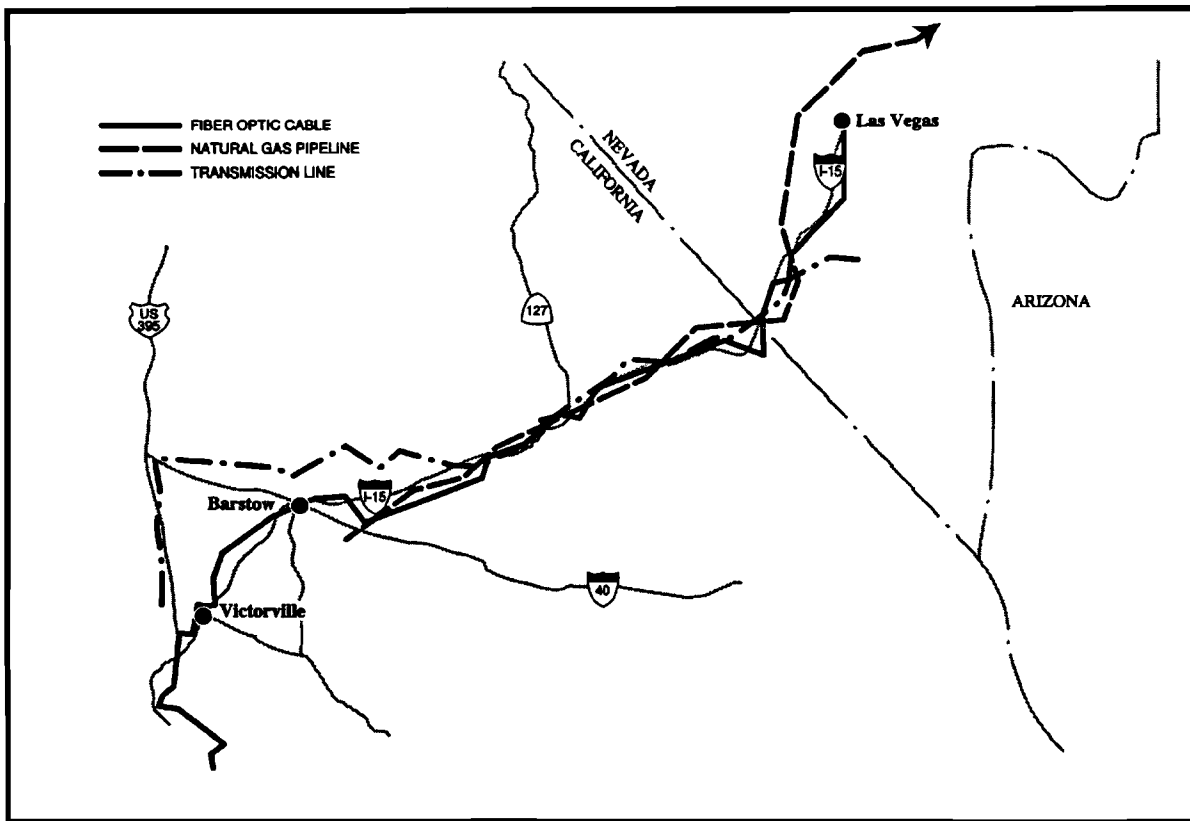 FIBER OPTIC CABLE
NATURAL GAS PIPELINE
TRANSMISSION LINE
Las Vegas
NEVADA
CALIFORNIA
I-15
ARIZONA
127
US
395
Barstow
I-15
40
Victorville